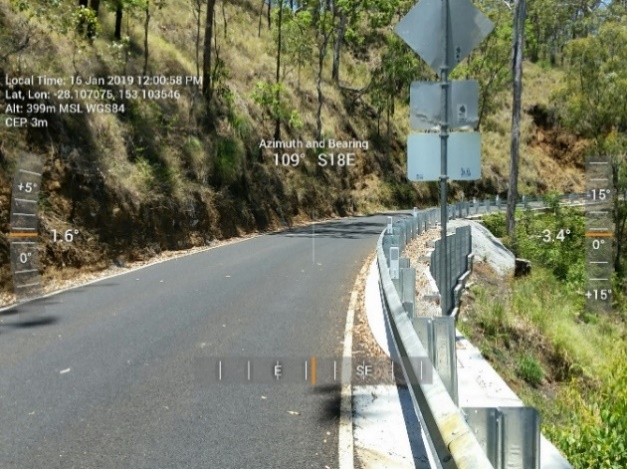 Local Time: 15 Jan 2019 12:00:58 PM
Lat, Lon: -28.107075, 153.103546
Alt: 399m MSL WGS84
CEP: 3m
Azimuth and Bearing
109° S18E
+5°
1.6°
0°
-15°
-3.4°
0°
+15°
E
SE